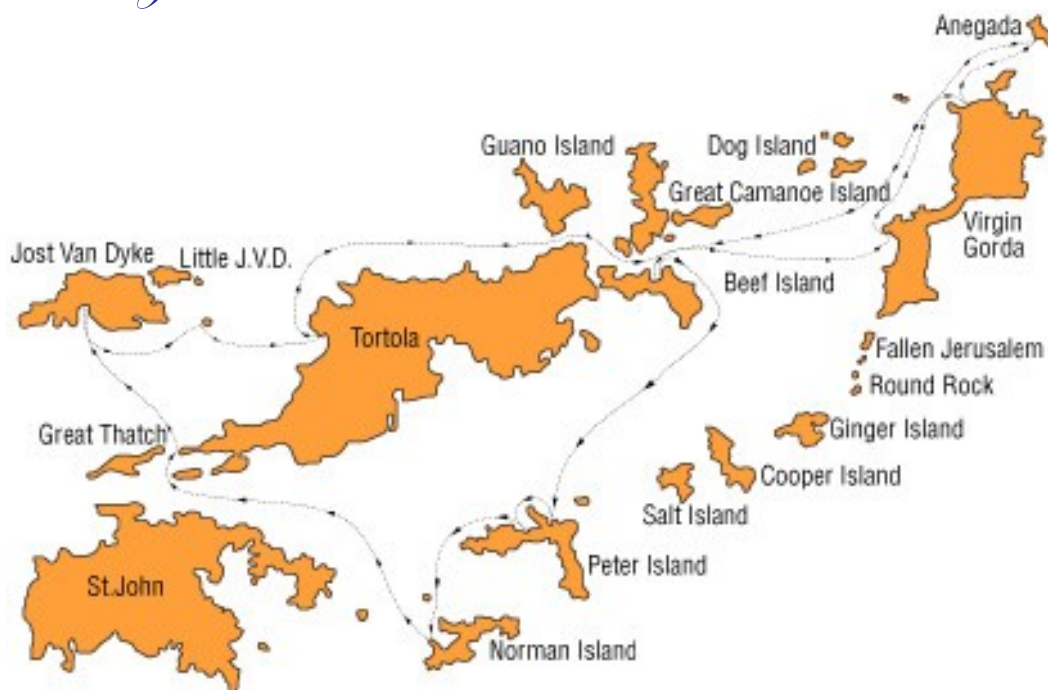 Anegada
Guano Island
Dog Island
Great Camanoe Island
Virgin
Gorda
Jost Van Dyke
Little J.V.D.
Beef Island
Tortola
Fallen Jerusalem
Round Rock
Great Thatch
Ginger Island
Cooper Island
Salt Island
Peter Island
St.John
Norman Island